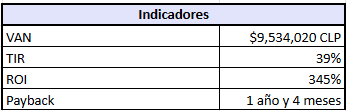 Indicadores
VAN $9,534,020 CLP
TIR 39%
ROI 345%
Payback 1 año y 4 meses